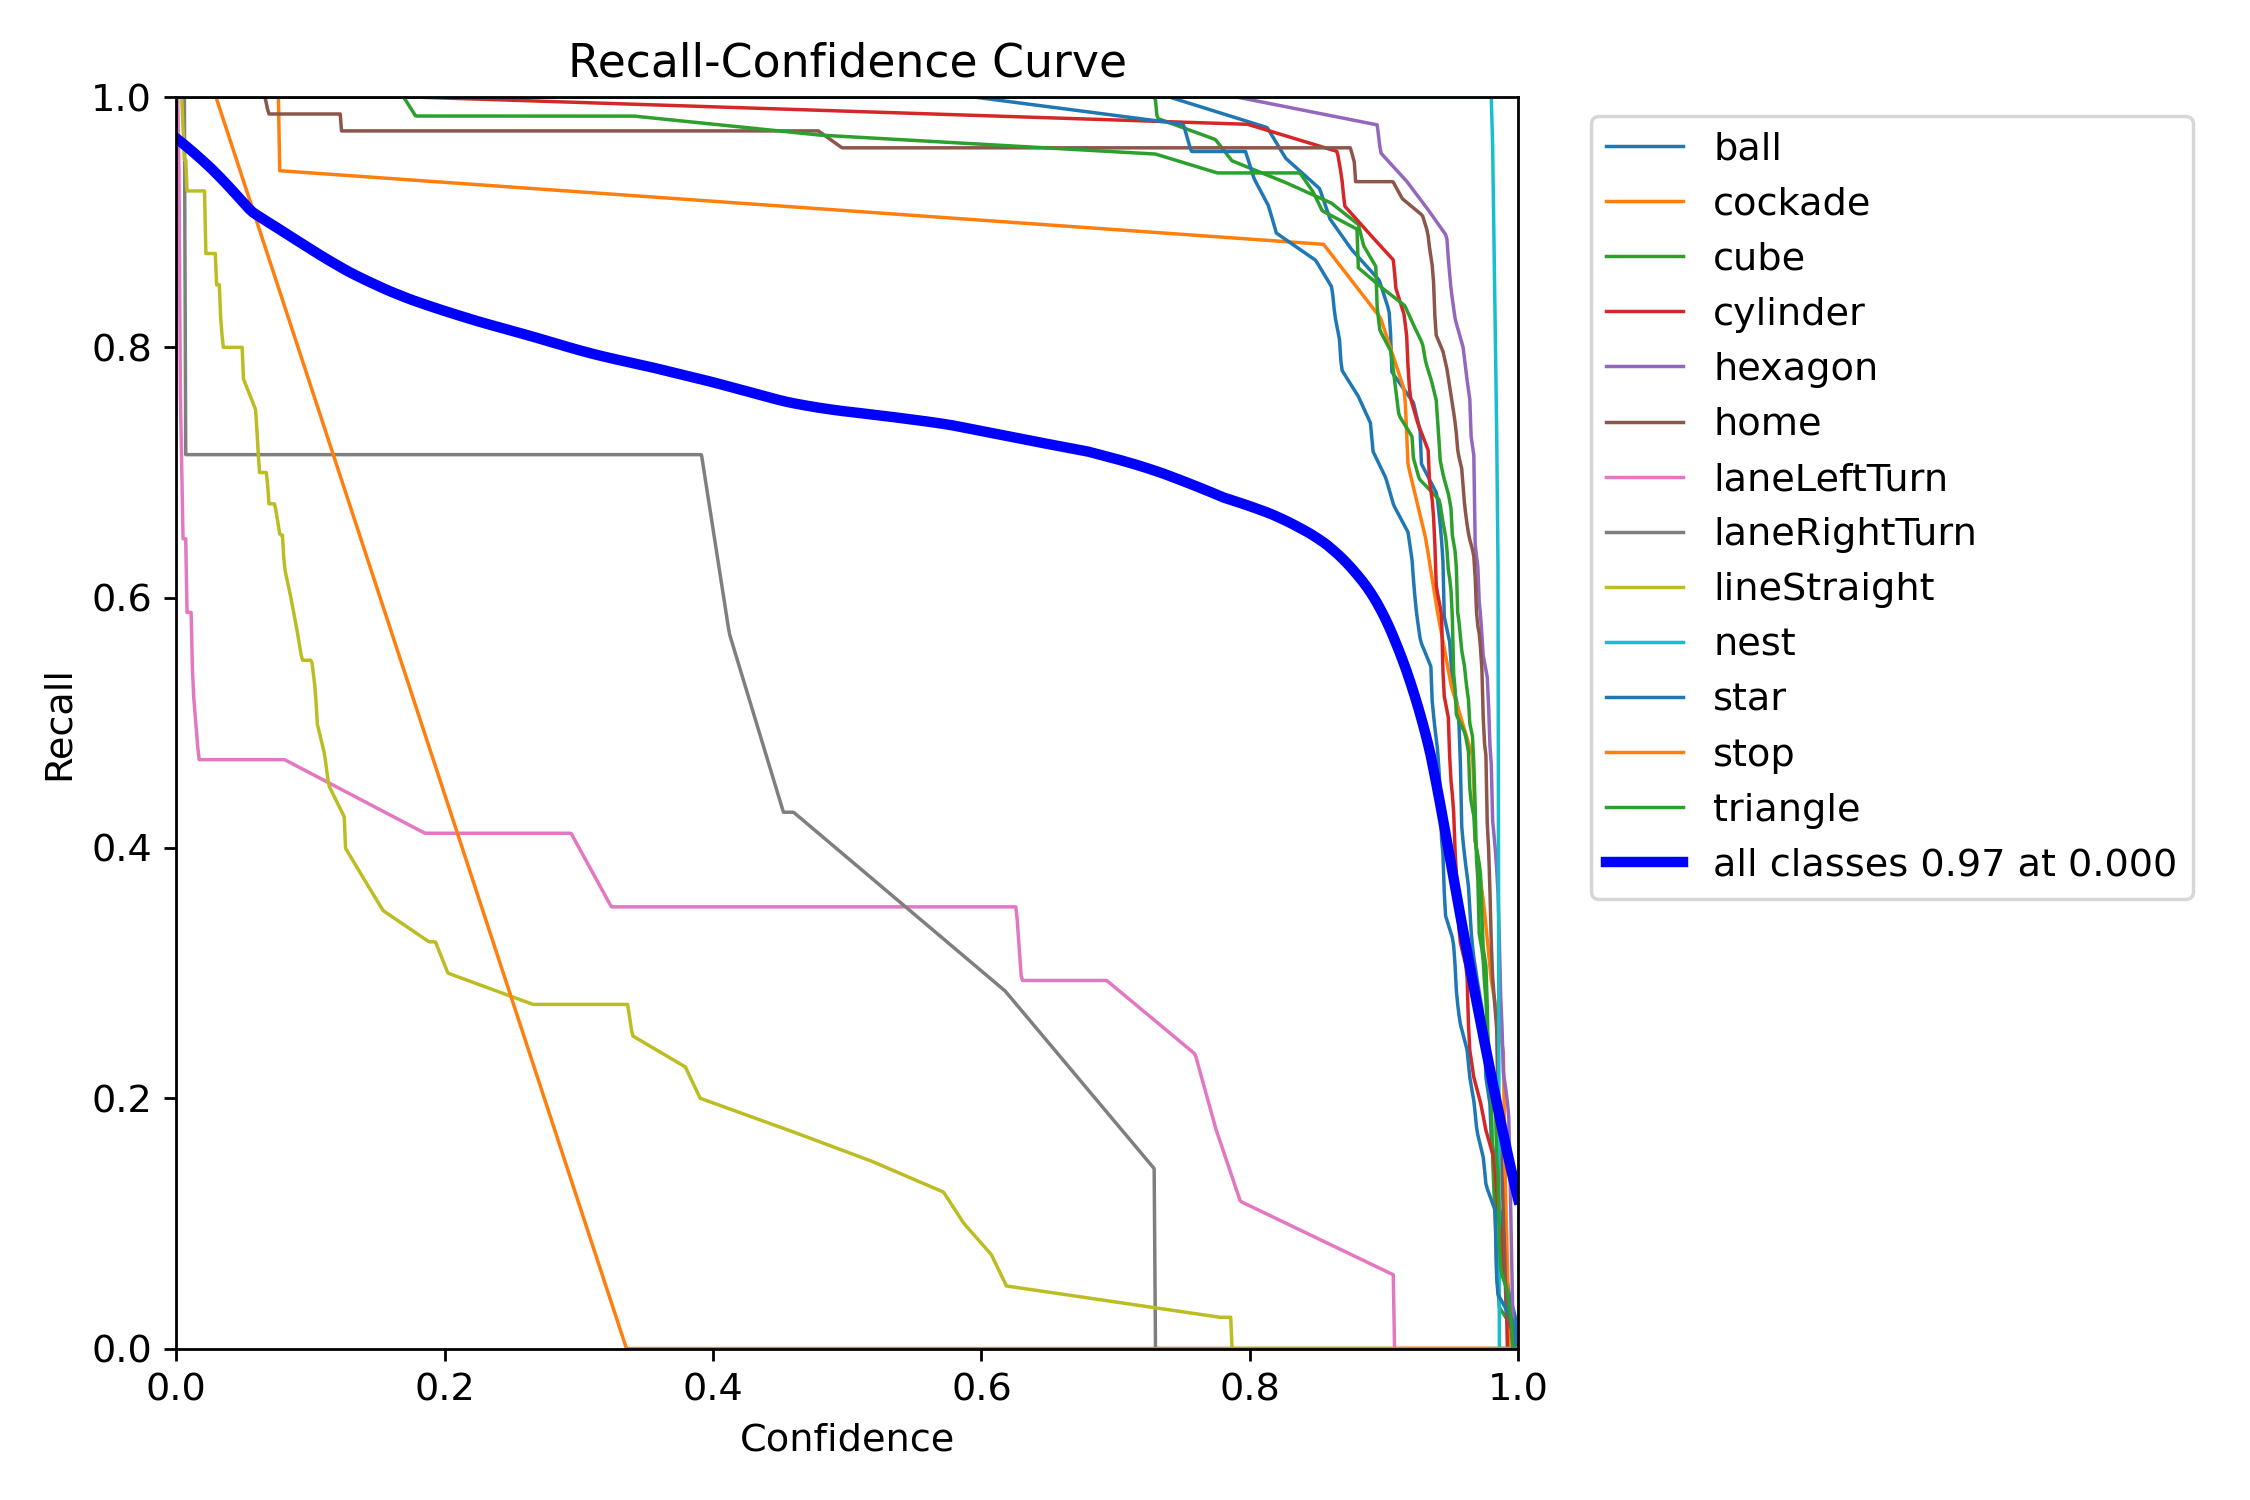 Recall-Confidence Curve
1.0
0.8
0.6
0.4
0.2
0.0
Recall
0.0 0.2 0.4 0.6 0.8 1.0
Confidence
ball
cockade
cube
cylinder
hexagon
home
laneLeftTurn
laneRightTurn
lineStraight
nest
star
stop
triangle
all classes 0.97 at 0.000